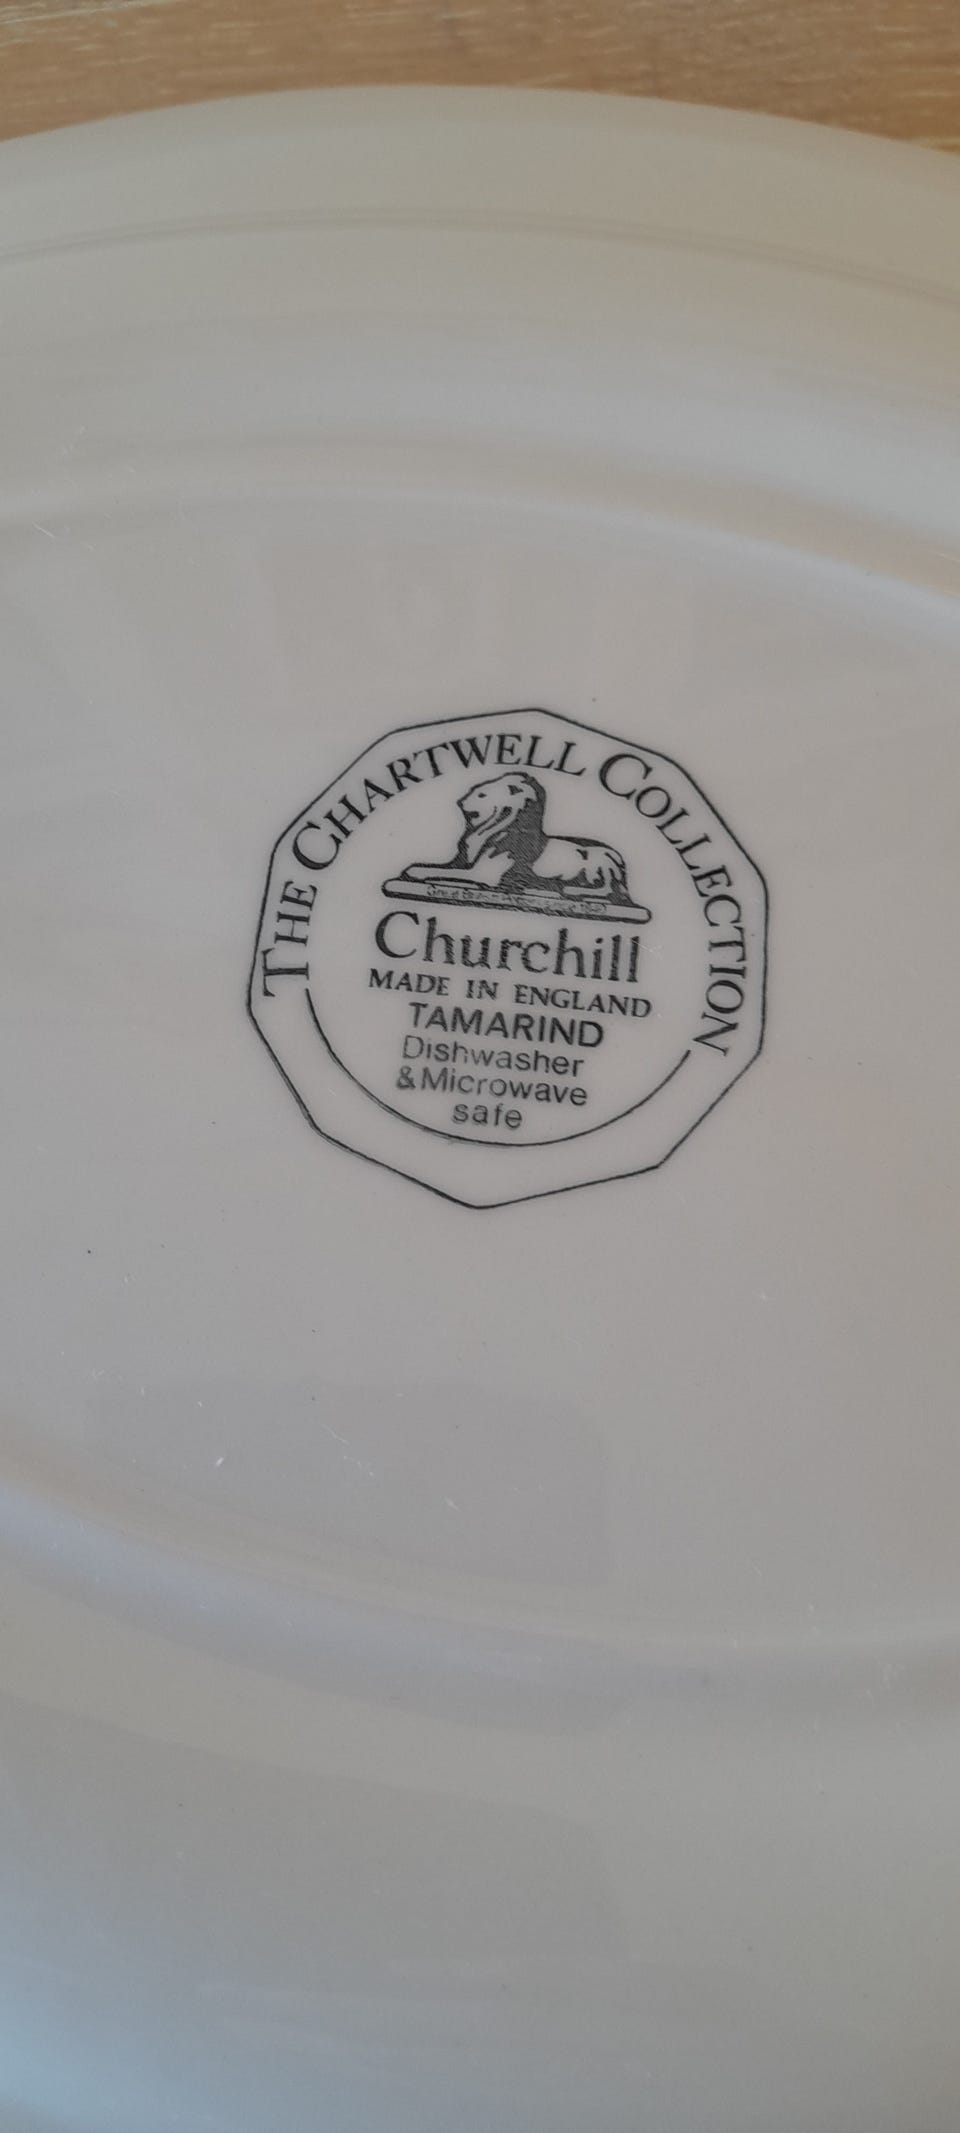 THE CHARTWELL COLLECTION
Churchill
MADE IN ENGLAND
TAMARIND
Dishwasher
&Microwave
safe